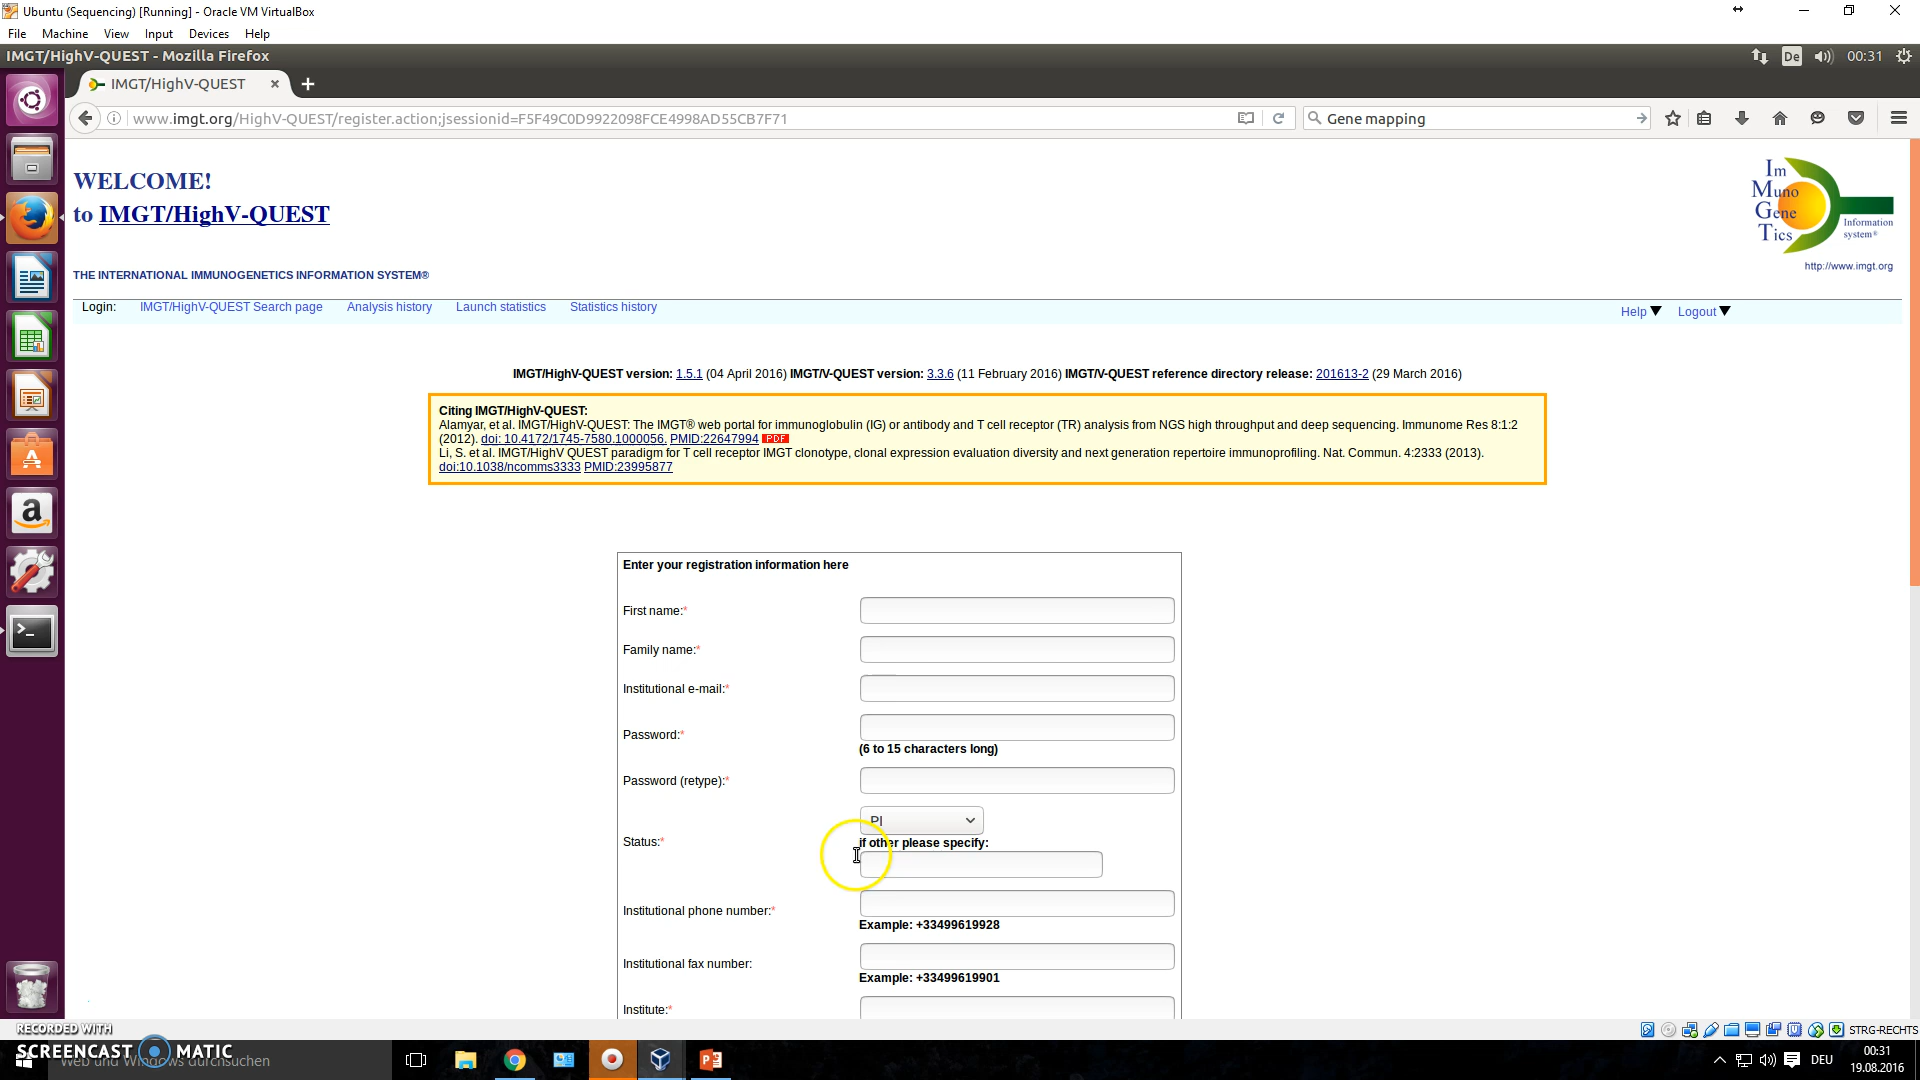 Ubuntu (Sequencing) [Running] - Oracle VM VirtualBox
File Machine View Input Devices Help
IMGT/HighV-QUEST - Mozilla Firefox
De 00:31
IMGT/HighV-QUEST
www.imgt.org/HighV-QUEST/register.action;jsessionid=F5F49C0D9922098FCE4998AD55CB7F71
Gene mapping
WELCOME!
to IMGT/HighV-QUEST
Im
Muno
Gene
Tics
Information
system®
http://www.imgt.org
THE INTERNATIONAL IMMUNOGENETICS INFORMATION SYSTEM®
Login: IMGT/HighV-QUEST Search page Analysis history Launch statistics Statistics history
Help Logout
IMGT/HighV-QUEST version: 1.5.1 (04 April 2016) IMGT/V-QUEST version: 3.3.6 (11 February 2016) IMGT/V-QUEST reference directory release: 201613-2 (29 March 2016)
Citing IMGT/HighV-QUEST:
Alamyar, et al. IMGT/HighV-QUEST: The IMGT® web portal for immunoglobulin (IG) or antibody and T cell receptor (TR) analysis from NGS high throughput and deep sequencing. Immunome Res 8:1:2
(2012). doi: 10.4172/1745-7580.1000056. PMID:22647994 PDF
Li, S. et al. IMGT/HighV QUEST paradigm for T cell receptor IMGT clonotype, clonal expression evaluation diversity and next generation repertoire immunoprofiling. Nat. Commun. 4:2333 (2013).
doi:10.1038/ncomms3333 PMID:23995877
Enter your registration information here
First name:*
Family name:*
Institutional e-mail:*
Password:*
(6 to 15 characters long)
Password (retype):*
PI
Status:*
if other please specify:
Institutional phone number:*
Example: +33499619928
Institutional fax number:
Example: +33499619901
Institute:*
STRG-RECHTS
RECORDED WITH
SCREENCAST MATIC
Web und Windows durchsuchen
DEU
00:31
19.08.2016